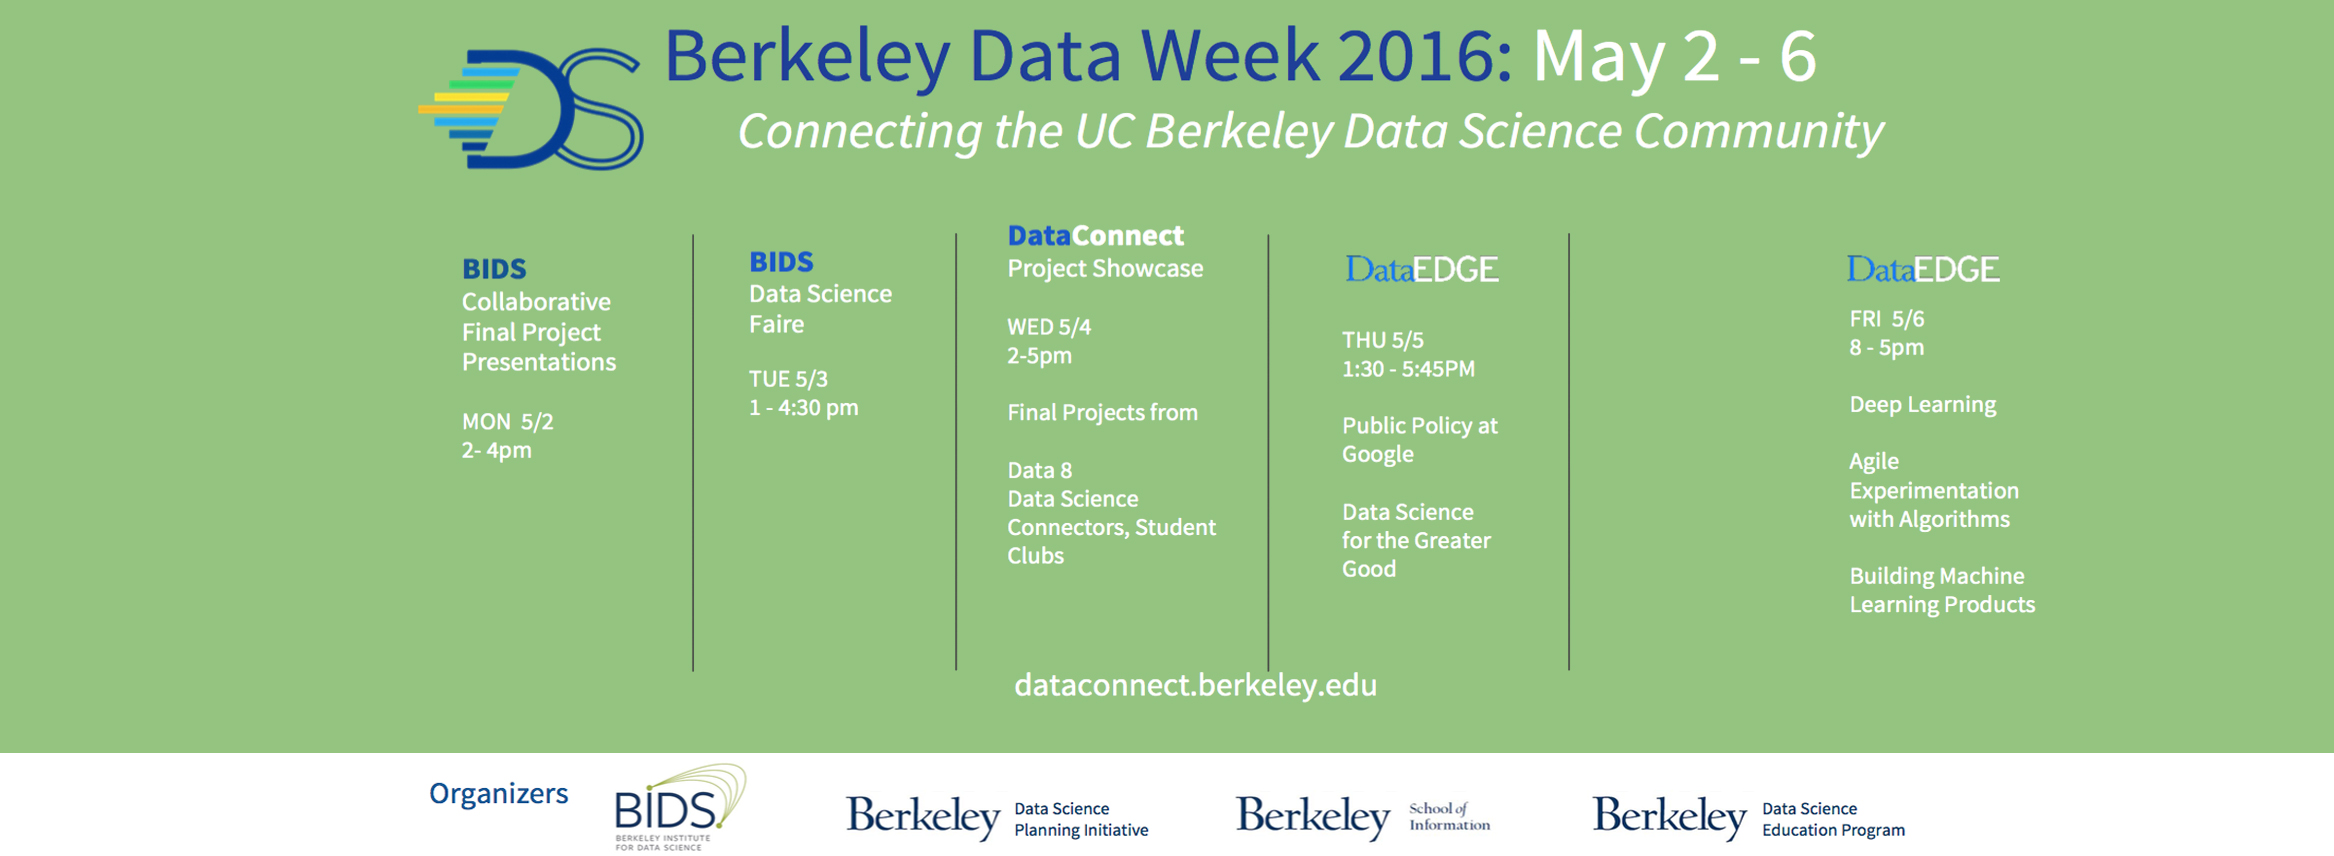 DS
Berkeley Data Week 2016: May 2 - 6
Connecting the UC Berkeley Data Science Community
BIDS
Collaborative
Final Project
Presentations
MON 5/2
2- 4pm
BIDS
Data Science
Faire
TUE 5/3
1 - 4:30 pm
DataConnect
Project Showcase
WED 5/4
2-5pm
Final Projects from
Data 8
Data Science
Connectors, Student
Clubs
DataEDGE
THU 5/5
1:30 - 5:45PM
Public Policy at
Google
Data Science
for the Greater
Good
DataEDGE
FRI 5/6
8 - 5pm
Deep Learning
Agile
Experimentation
with Algorithms
Building Machine
Learning Products
dataconnect.berkeley.edu
Organizers
BIDS
BERKELEY INSTITUTE
FOR DATA SCIENCE
Berkeley
Data Science
Planning Initiative
Berkeley
School of
Information
Berkeley
Data Science
Education Program